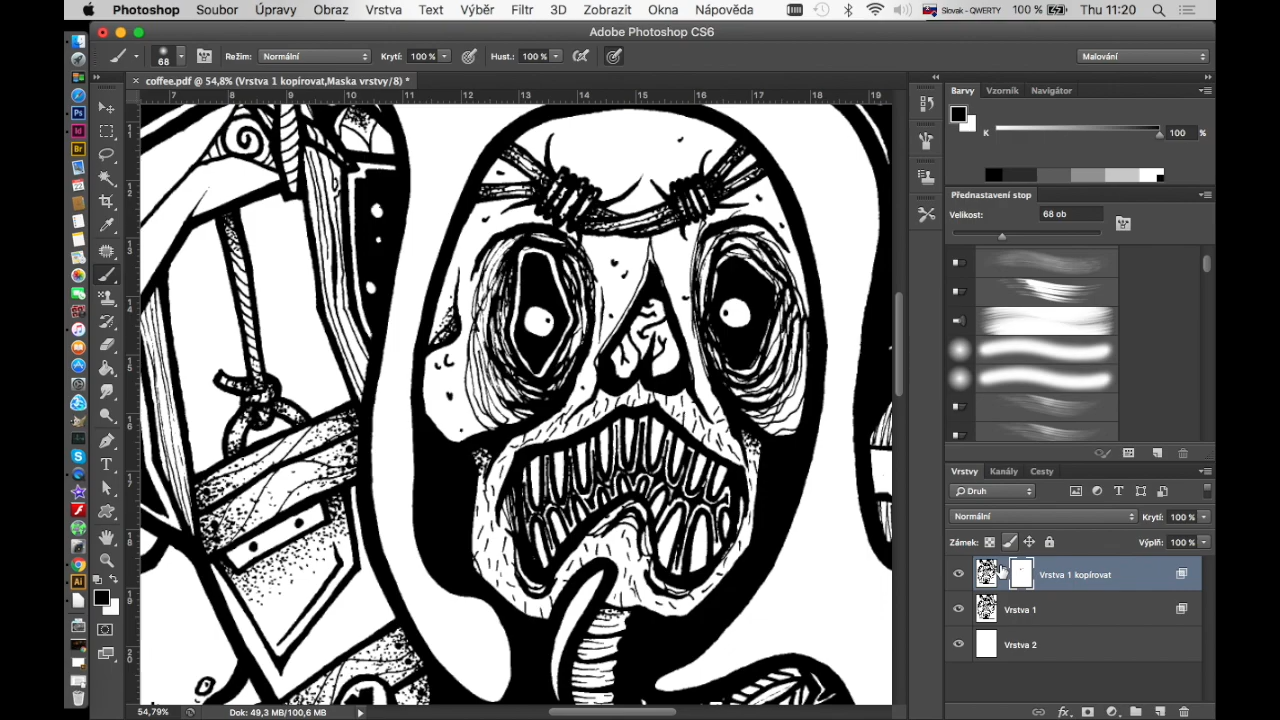 Photoshop Soubor Úpravy Obraz Vrstva Text Výběr Filtr 3D Zobrazit Okna Nápověda Slovak - QWERTY 100 % Thu 11:20
Adobe Photoshop CS6
68 Režim: Normální Krytí: 100 % Hust.: 100 % Malování
coffee.pdf @ 54,8% (Vrstva 1 kopírovat,Maska vrstvy/8) *
7 8 9 10 11 12 13 14 15 16 17 18 19
Barvy Vzorník Navigátor
K 100 %
Přednastavení stop
Velikost: 68 ob
Vrstvy Kanály Cesty
Druh
Normální Krytí: 100 %
Zámek: Výplň: 100 %
Vrstva 1 kopírovat
Vrstva 1
Vrstva 2
54,79% Dok: 49,3 MB/100,6 MB